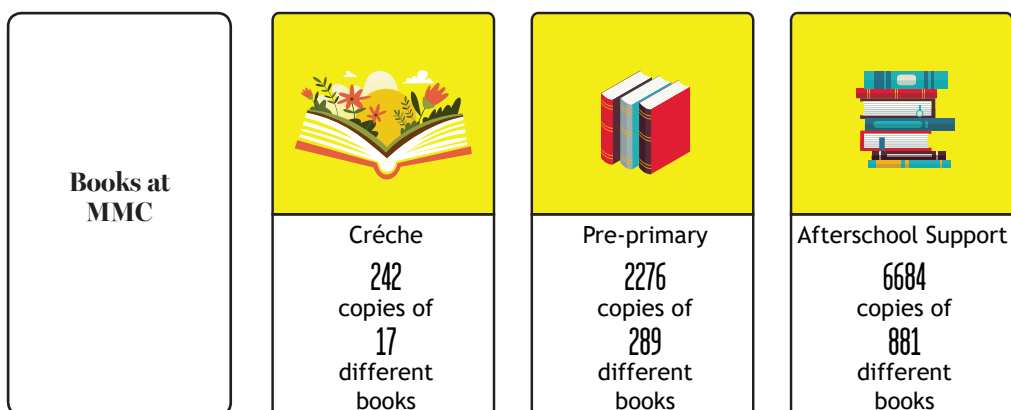 Books at
MMC
Créche
242
copies of
17
different
books
Pre-primary
2276
copies of
289
different
books
Afterschool Support
6684
copies of
881
different
books